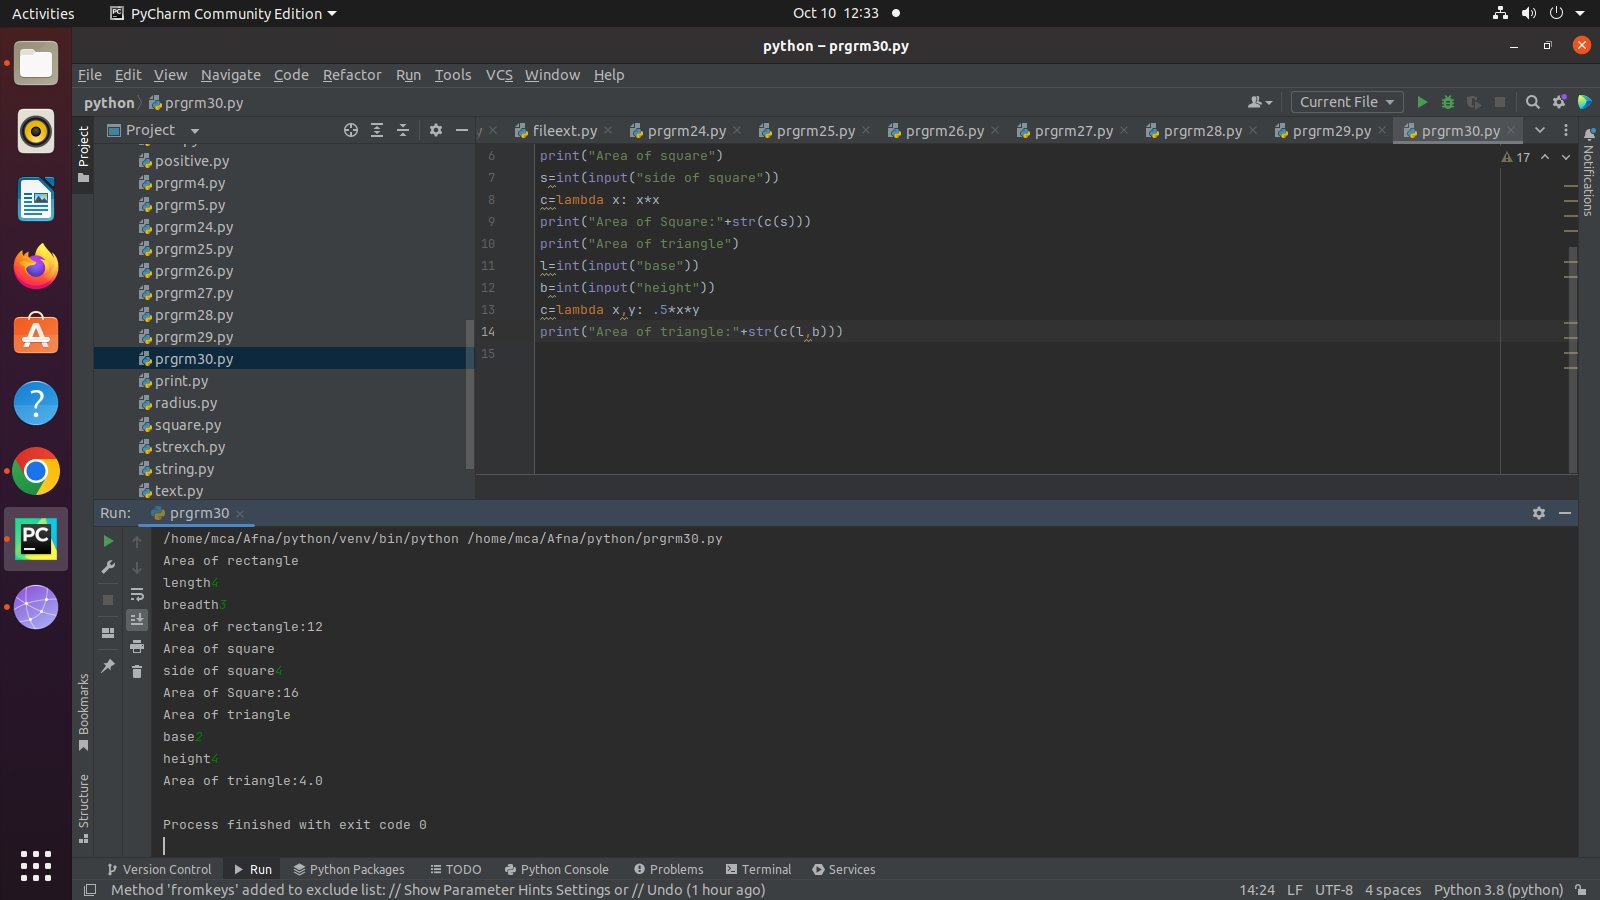 Activities PyCharm Community Edition Oct 10 12:33
python – prgrm30.py
File Edit View Navigate Code Refactor Run Tools VCS Window Help
python prgrm30.py Current File
Project fileext.py prgrm24.py prgrm25.py prgrm26.py prgrm27.py prgrm28.py prgrm29.py prgrm30.py
Project
Notifications
positive.py
prgrm4.py
prgrm5.py
prgrm24.py
prgrm25.py
prgrm26.py
prgrm27.py
prgrm28.py
prgrm29.py
prgrm30.py
print.py
radius.py
square.py
strexch.py
string.py
text.py
17
6 print("Area of square")
7 s=int(input("side of square"))
8 c=lambda x: x*x
9 print("Area of Square:"+str(c(s)))
10 print("Area of triangle")
11 l=int(input("base"))
12 b=int(input("height"))
13 c=lambda x,y: .5*x*y
14 print("Area of triangle:"+str(c(l,b)))
15
Run: prgrm30
/home/mca/Afna/python/venv/bin/python /home/mca/Afna/python/prgrm30.py
Area of rectangle
length4
breadth3
Area of rectangle:12
Area of square
side of square4
Area of Square:16
Area of triangle
base2
height4
Area of triangle:4.0
Process finished with exit code 0
Bookmarks
Structure
Version Control Run Python Packages TODO Python Console Problems Terminal Services
Method 'fromkeys' added to exclude list: // Show Parameter Hints Settings or // Undo (1 hour ago) 14:24 LF UTF-8 4 spaces Python 3.8 (python)